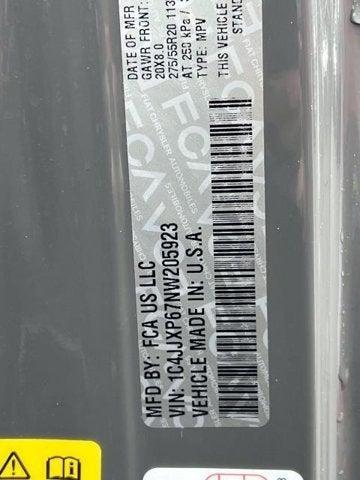 MFD BY: FCA US LLC
DATE OF MFR
GAWR FRONT:
20X8.0
275/55R20 113
AT 250 kPa /
VIN: 1C4JJXP67NW205923
TYPE: MPV
VEHICLE MADE IN: U.S.A.
THIS VEHICLE
STAND